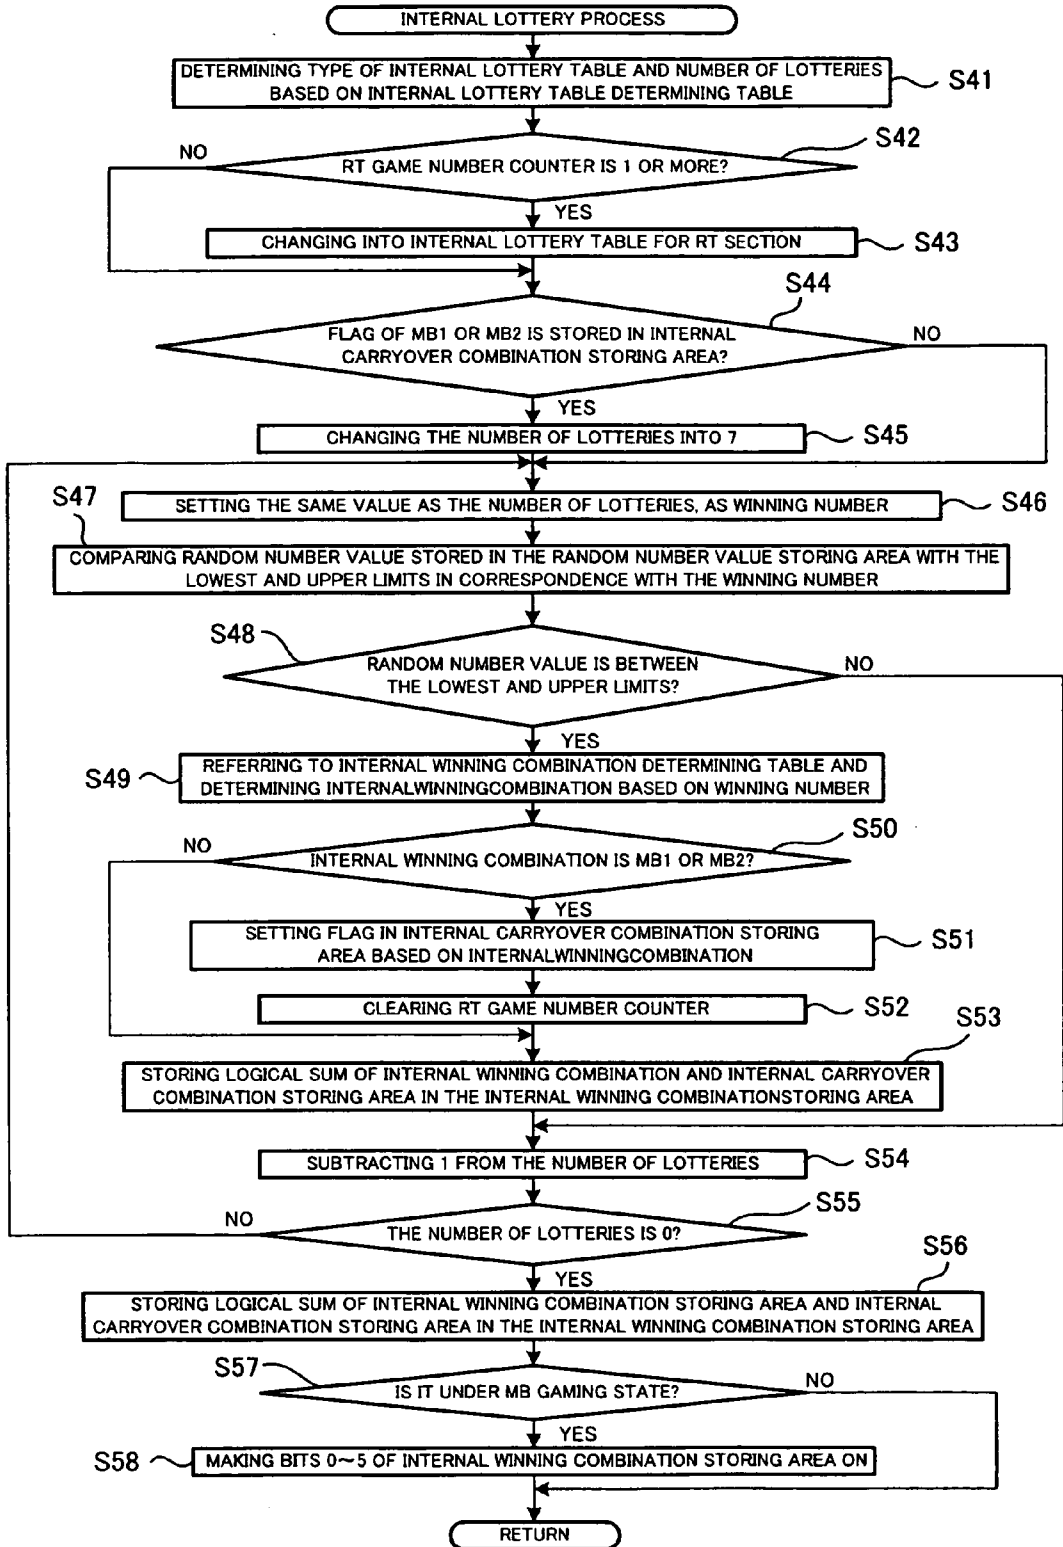 INTERNAL LOTTERY PROCESS
DETERMINING TYPE OF INTERNAL LOTTERY TABLE AND NUMBER OF LOTTERIES
BASED ON INTERNAL LOTTERY TABLE DETERMINING TABLE
S41
S42
NO
RT GAME NUMBER COUNTER IS 1 OR MORE?
YES
CHANGING INTO INTERNAL LOTTERY TABLE FOR RT SECTION
S43
S44
FLAG OF MB1 OR MB2 IS STORED IN INTERNAL
CARRYOVER COMBINATION STORING AREA?
NO
YES
CHANGING THE NUMBER OF LOTTERIES INTO 7
S45
S47
SETTING THE SAME VALUE AS THE NUMBER OF LOTTERIES, AS WINNING NUMBER
S46
COMPARING RANDOM NUMBER VALUE STORED IN THE RANDOM NUMBER VALUE STORING AREA WITH THE
LOWEST AND UPPER LIMITS IN CORRESPONDENCE WITH THE WINNING NUMBER
S48
RANDOM NUMBER VALUE IS BETWEEN
THE LOWEST AND UPPER LIMITS?
NO
YES
S49
REFERRING TO INTERNAL WINNING COMBINATION DETERMINING TABLE AND
DETERMINING INTERNALWINNINGCOMBINATION BASED ON WINNING NUMBER
S50
NO
INTERNAL WINNING COMBINATION IS MB1 OR MB2?
YES
SETTING FLAG IN INTERNAL CARRYOVER COMBINATION STORING
AREA BASED ON INTERNALWINNINGCOMBINATION
S51
CLEARING RT GAME NUMBER COUNTER
S52
S53
STORING LOGICAL SUM OF INTERNAL WINNING COMBINATION AND INTERNAL CARRYOVER
COMBINATION STORING AREA IN THE INTERNAL WINNING COMBINATIONSTORING AREA
SUBTRACTING 1 FROM THE NUMBER OF LOTTERIES
S54
S55
NO
THE NUMBER OF LOTTERIES IS 0?
YES
S56
STORING LOGICAL SUM OF INTERNAL WINNING COMBINATION STORING AREA AND INTERNAL
CARRYOVER COMBINATION STORING AREA IN THE INTERNAL WINNING COMBINATION STORING AREA
S57
IS IT UNDER MB GAMING STATE?
NO
YES
S58
MAKING BITS 0~5 OF INTERNAL WINNING COMBINATION STORING AREA ON
RETURN